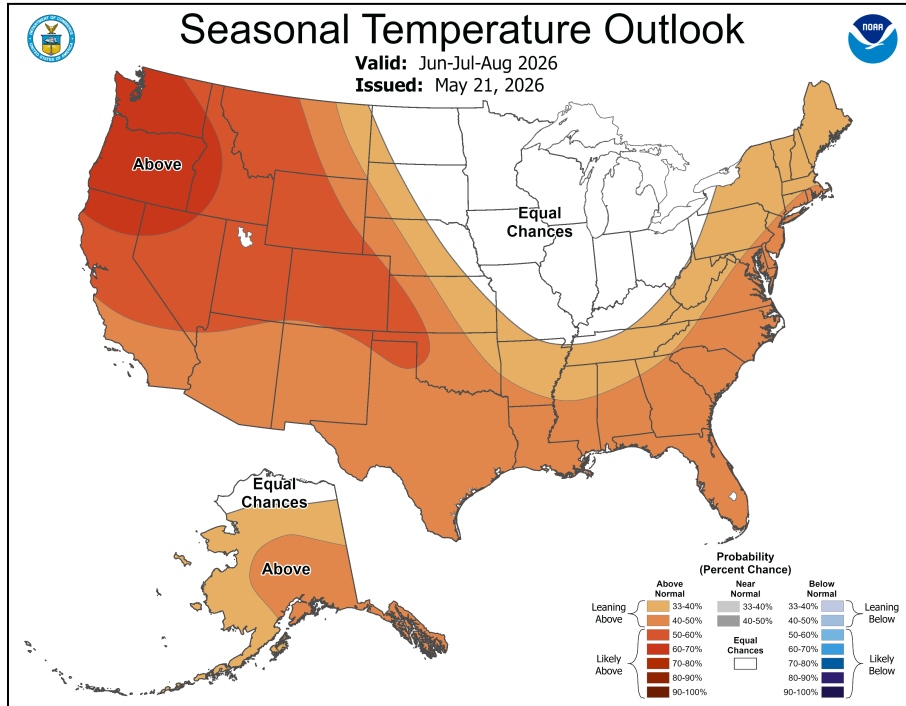 Seasonal Temperature Outlook
NOAA
Valid: Jun-Jul-Aug 2026
Issued: May 21, 2026
Above
Equal
Chances
Equal
Chances
Above
Probability
(Percent Chance)
Above
Normal
Near
Normal
Below
Normal
Leaning
Above
33-40%
40-50%
Likely
Above
50-60%
60-70%
70-80%
80-90%
90-100%
33-40%
40-50%
Equal
Chances
33-40%
40-50%
Leaning
Below
50-60%
60-70%
70-80%
80-90%
90-100%
Likely
Below